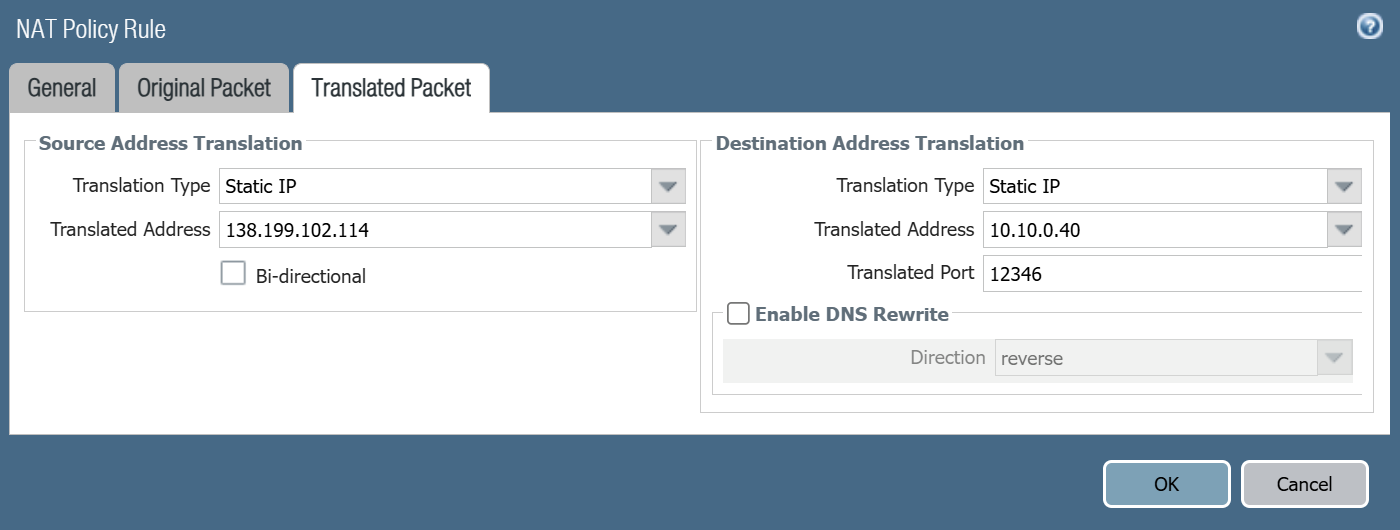 NAT Policy Rule
?
General Original Packet Translated Packet
Source Address Translation
Translation Type Static IP
Translated Address 138.199.102.114
Bi-directional
Destination Address Translation
Translation Type Static IP
Translated Address 10.10.0.40
Translated Port 12346
Enable DNS Rewrite
Direction reverse
OK Cancel